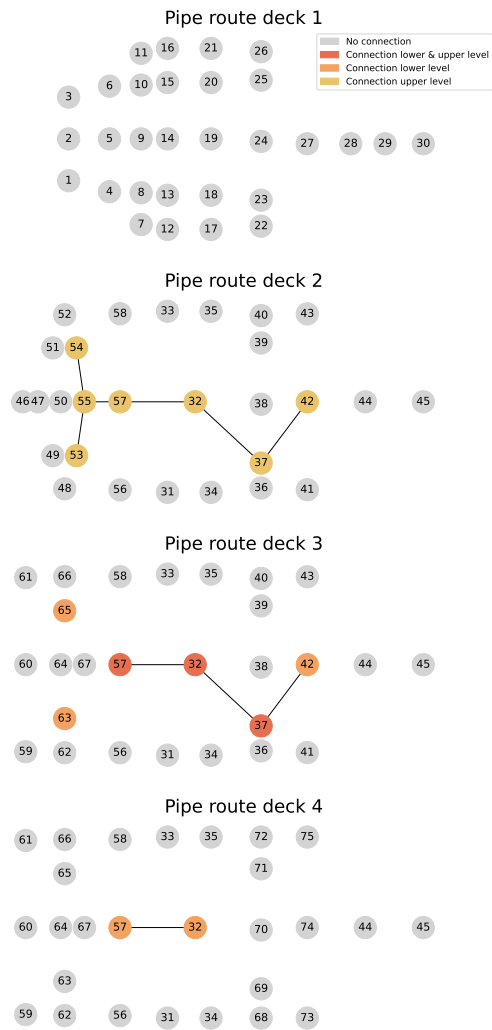 Pipe route deck 1
No connection
Connection lower & upper level
Connection lower level
Connection upper level
11 16 21 26
3 6 10 15 20 25
2 5 9 14 19 24 27 28 29 30
1 4 8 13 18 23
7 12 17 22
Pipe route deck 2
52 58 33 35 40 43
51 54 39
46 47 50 55 57 32 38 42 44 45
49 53 37
48 56 31 34 36 41
Pipe route deck 3
61 66 58 33 35 40 43
65 39
60 64 67 57 32 38 42 44 45
63 37
59 62 56 31 34 36 41
Pipe route deck 4
61 66 58 33 35 72 75
65 71
60 64 67 57 32 70 74 44 45
63 69
59 62 56 31 34 68 73